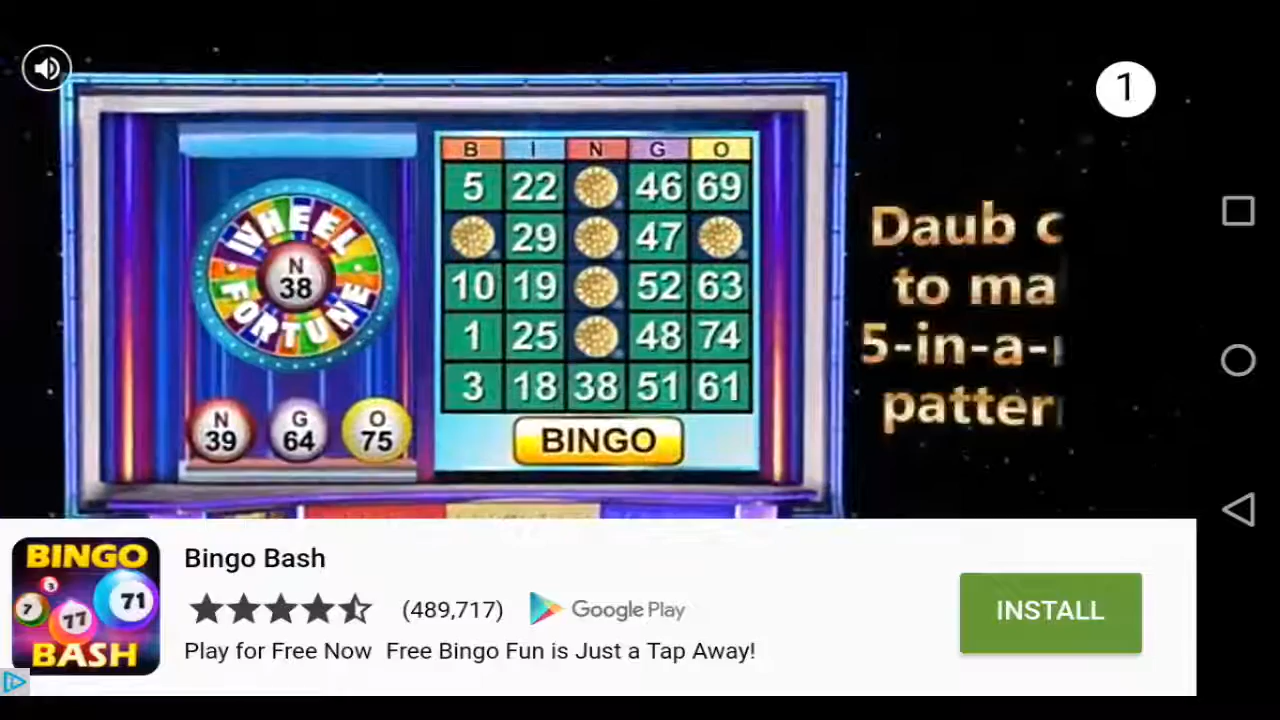 1
WHEEL
N
38
FORTUNE
N
39
G
64
O
75
B I N G O
5 22 46 69
29 47
10 19 52 63
1 25 48 74
3 18 38 51 61
BINGO
Daub c
to ma
5-in-a-
patter
BINGO
3
7
77
71
BASH
Bingo Bash
(489,717)
Google Play
Play for Free Now Free Bingo Fun is Just a Tap Away!
INSTALL